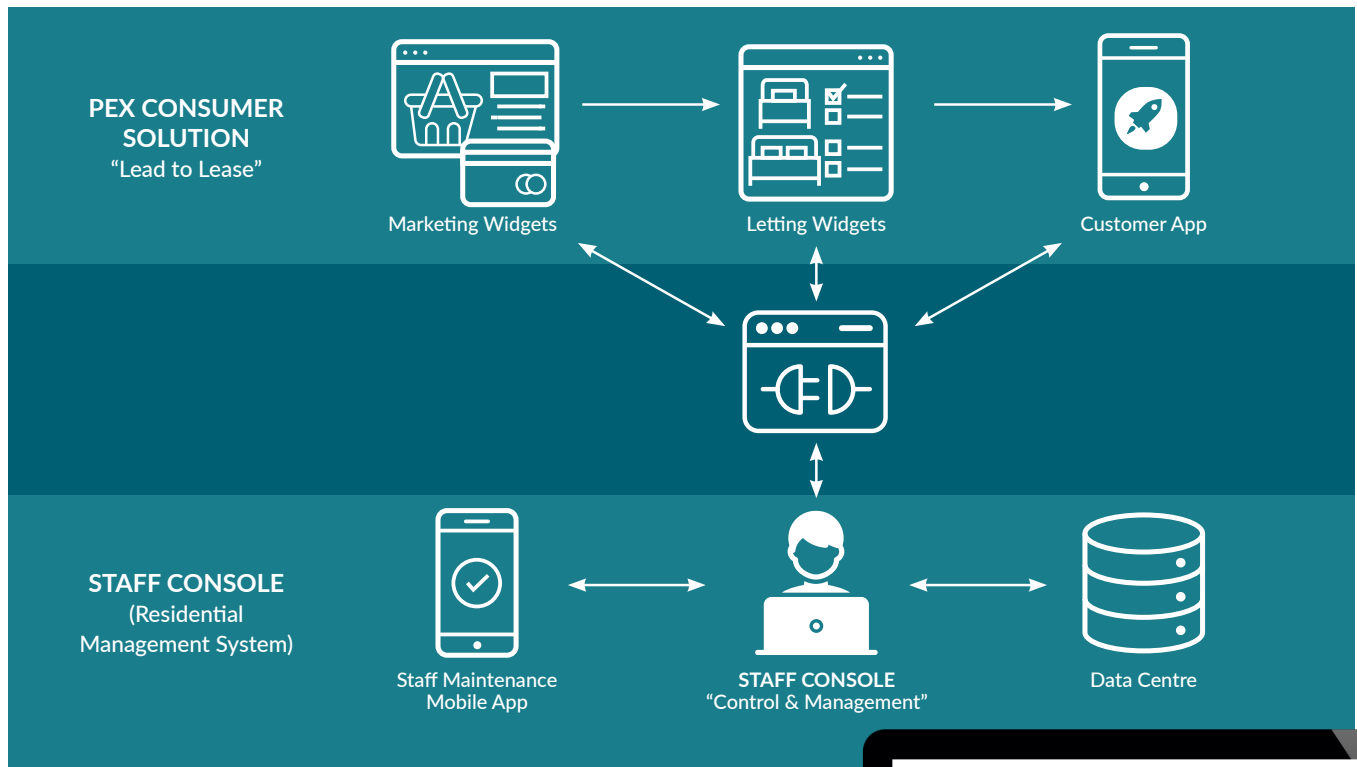 PEX CONSUMER
SOLUTION
“Lead to Lease”
Marketing Widgets
Letting Widgets
Customer App
STAFF CONSOLE
(Residential
Management System)
Staff Maintenance
Mobile App
STAFF CONSOLE
“Control & Management”
Data Centre